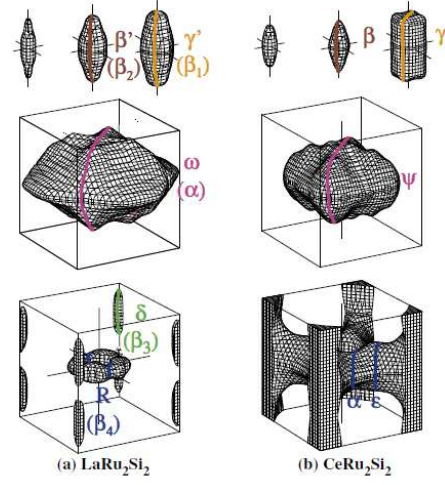 β’
(β₂)
γ’
(β₁)
β
γ
ω
(α)
ψ
δ
(β₃)
R
(β₄)
α
ε
(a) LaRu₂Si₂
(b) CeRu₂Si₂